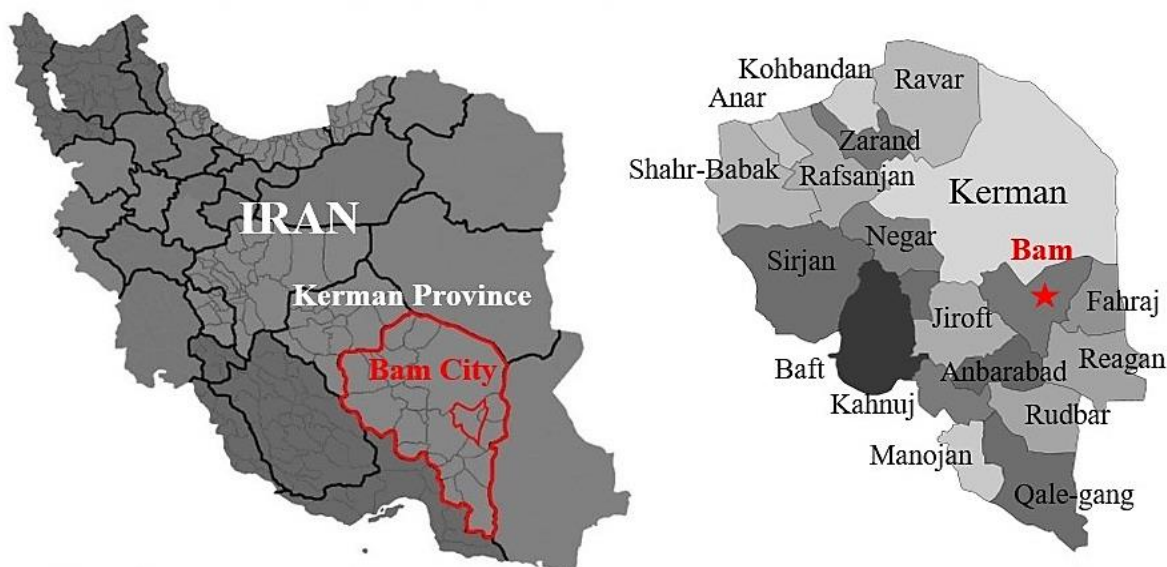 IRAN
Kerman Province
Bam City
Kohbandan
Ravar
Anar
Zarand
Shahr-Babak
Rafsanjan
Kerman
Negar
Bam
Sirjan
Fahraj
Jiroft
Reagan
Baft
Anbarabad
Kahnuj
Rudbar
Manojan
Qale-gang